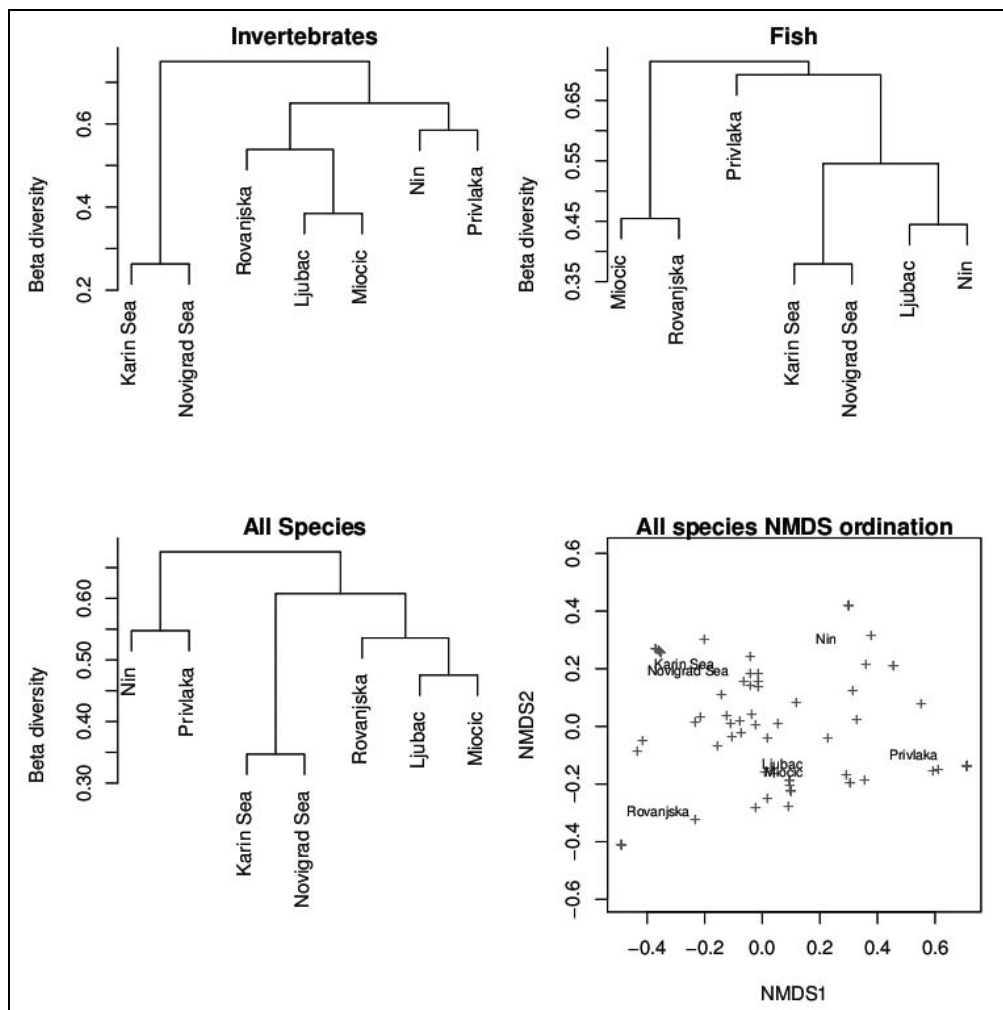 Invertebrates
Beta diversity
0.2
0.4
0.6
Karin Sea
Novigrad Sea
Rovanjska
Ljubac
Miocic
Nin
Privlaka
Fish
Beta diversity
0.35
0.45
0.55
0.65
Miocic
Rovanjska
Privlaka
Karin Sea
Novigrad Sea
Ljubac
Nin
All Species
Beta diversity
0.30
0.40
0.50
0.60
Nin
Privlaka
Karin Sea
Novigrad Sea
Rovanjska
Ljubac
Miocic
All species NMDS ordination
NMDS2
0.6
0.4
0.2
0.0
−0.2
−0.4
−0.6
Nin
Karin Sea
Novigrad Sea
Privlaka
Ljubac
Miocic
Rovanjska
−0.4
−0.2
0.0
0.2
0.4
0.6
NMDS1